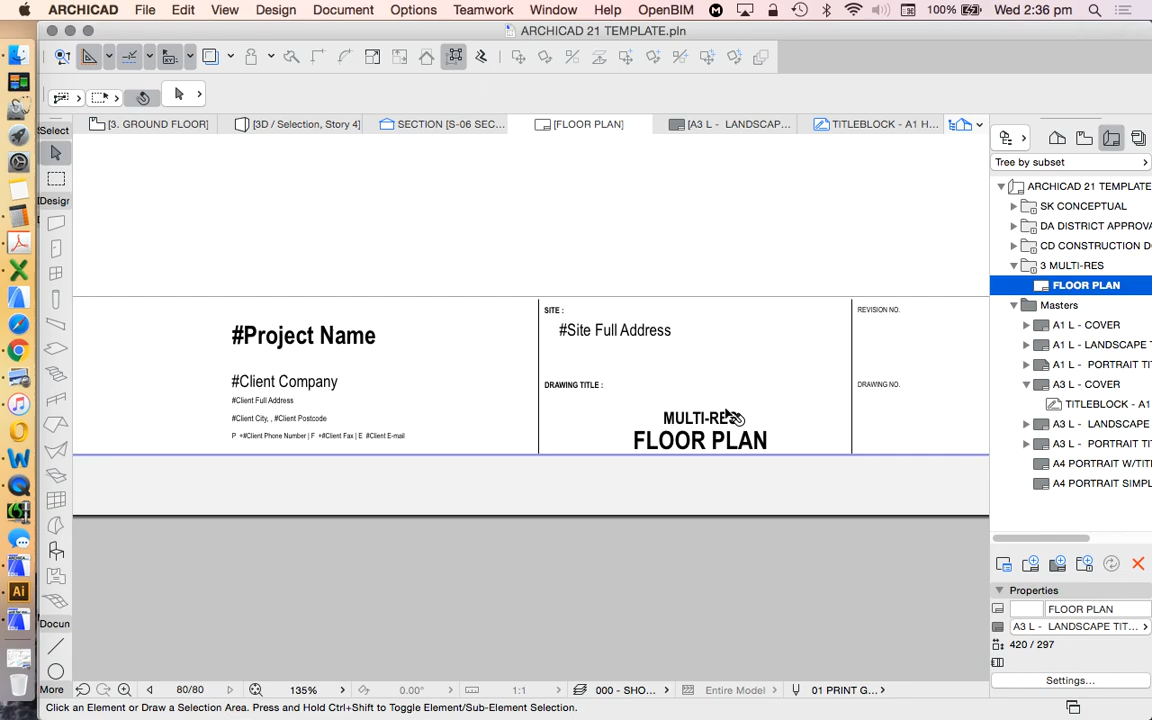 ARCHICAD File Edit View Design Document Options Teamwork Window Help OpenBIM 100% Wed 2:36 pm
ARCHICAD 21 TEMPLATE.pln
[3. GROUND FLOOR] [3D / Selection, Story 4] SECTION [S-06 SEC... [FLOOR PLAN] [A3 L - LANDSCAP... TITLEBLOCK - A1 H...
Select
Design
Tree by subset
ARCHICAD 21 TEMPLATE
SK CONCEPTUAL
DA DISTRICT APPROVA
CD CONSTRUCTION DO
3 MULTI-RES
FLOOR PLAN
Masters
A1 L - COVER
A1 L - LANDSCAPE T
A1 L - PORTRAIT TIT
A3 L - COVER
TITLEBLOCK - A1
A3 L - LANDSCAPE
A3 L - PORTRAIT TI
A4 PORTRAIT W/TITL
A4 PORTRAIT SIMPL
#Project Name
#Client Company
#Client Full Address
#Client City, , #Client Postcode
P +#Client Phone Number | F +#Client Fax | E #Client E-mail
SITE :
#Site Full Address
DRAWING TITLE :
MULTI-RES
FLOOR PLAN
REVISION NO.
DRAWING NO.
Properties
FLOOR PLAN
A3 L - LANDSCAPE TIT...
420 / 297
Settings...
Docun
More
80/80 135% 0.00° 1:1 000 - SHO... Entire Model 01 PRINT G...
Click an Element or Draw a Selection Area. Press and Hold Ctrl+Shift to Toggle Element/Sub-Element Selection.